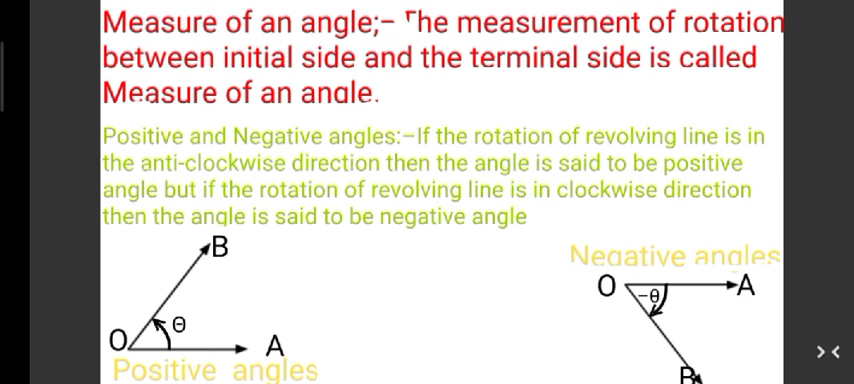 Measure of an angle;– The measurement of rotation
between initial side and the terminal side is called
Measure of an angle.
Positive and Negative angles:–If the rotation of revolving line is in
the anti-clockwise direction then the angle is said to be positive
angle but if the rotation of revolving line is in clockwise direction
then the angle is said to be negative angle
B
θ
O
A
Positive angles
Negative angles
O
A
-θ
B